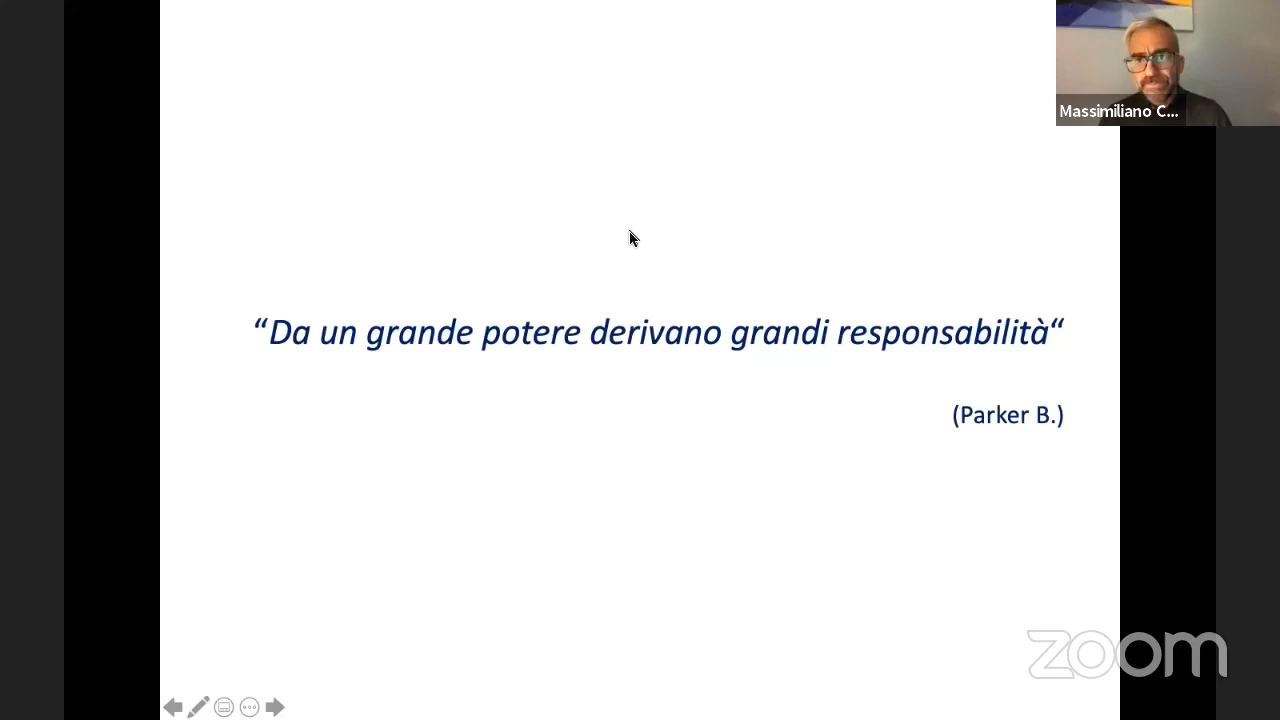 Massimiliano C...
“Da un grande potere derivano grandi responsabilità“
(Parker B.)
zoom